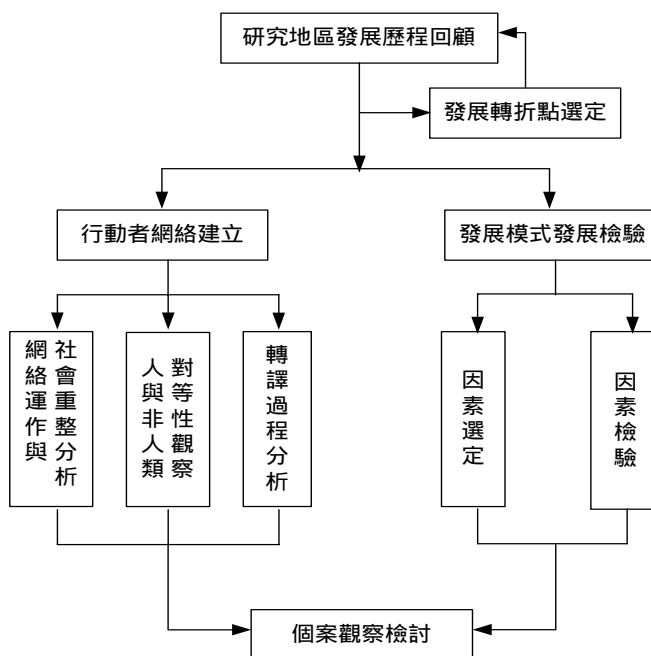 研究地區發展歷程回顧
發展轉折點選定
行動者網絡建立
發展模式發展檢驗
網絡運作與
社會重整分析
人與非人類
對等性觀察
轉譯過程分析
因素選定
因素檢驗
個案觀察檢討